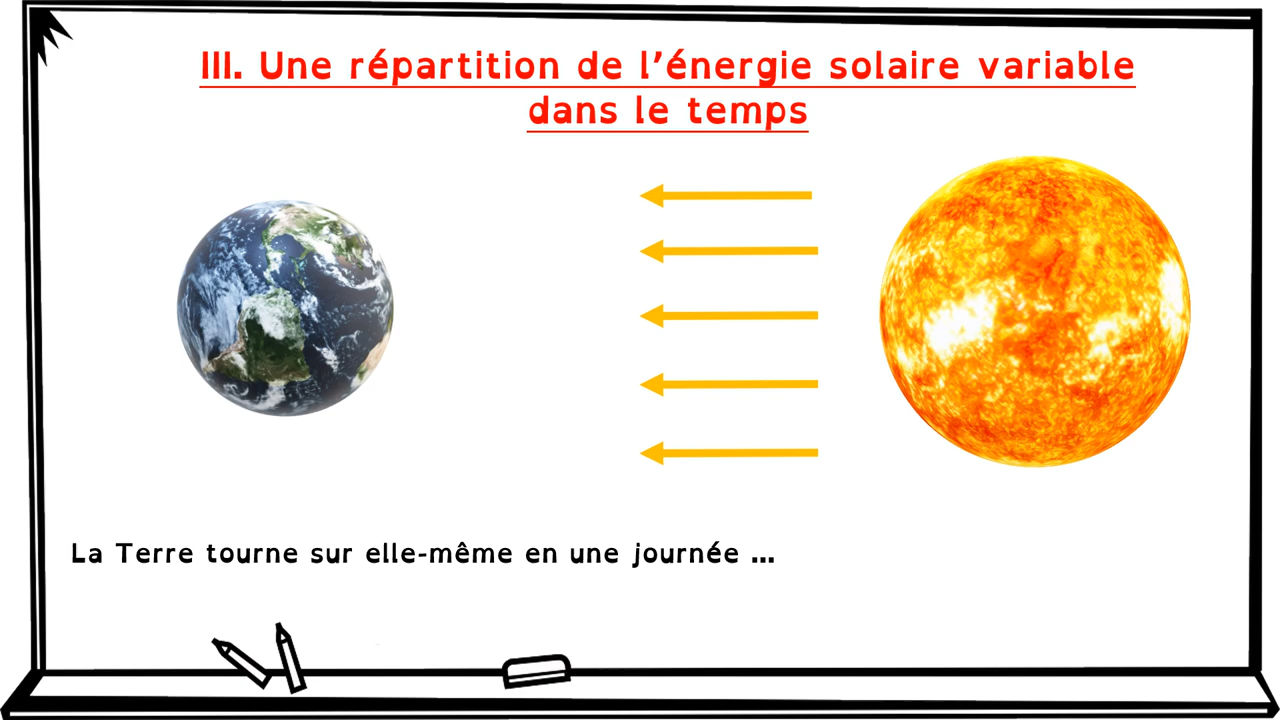 III. Une répartition de l’énergie solaire variable
dans le temps
La Terre tourne sur elle-même en une journée ...